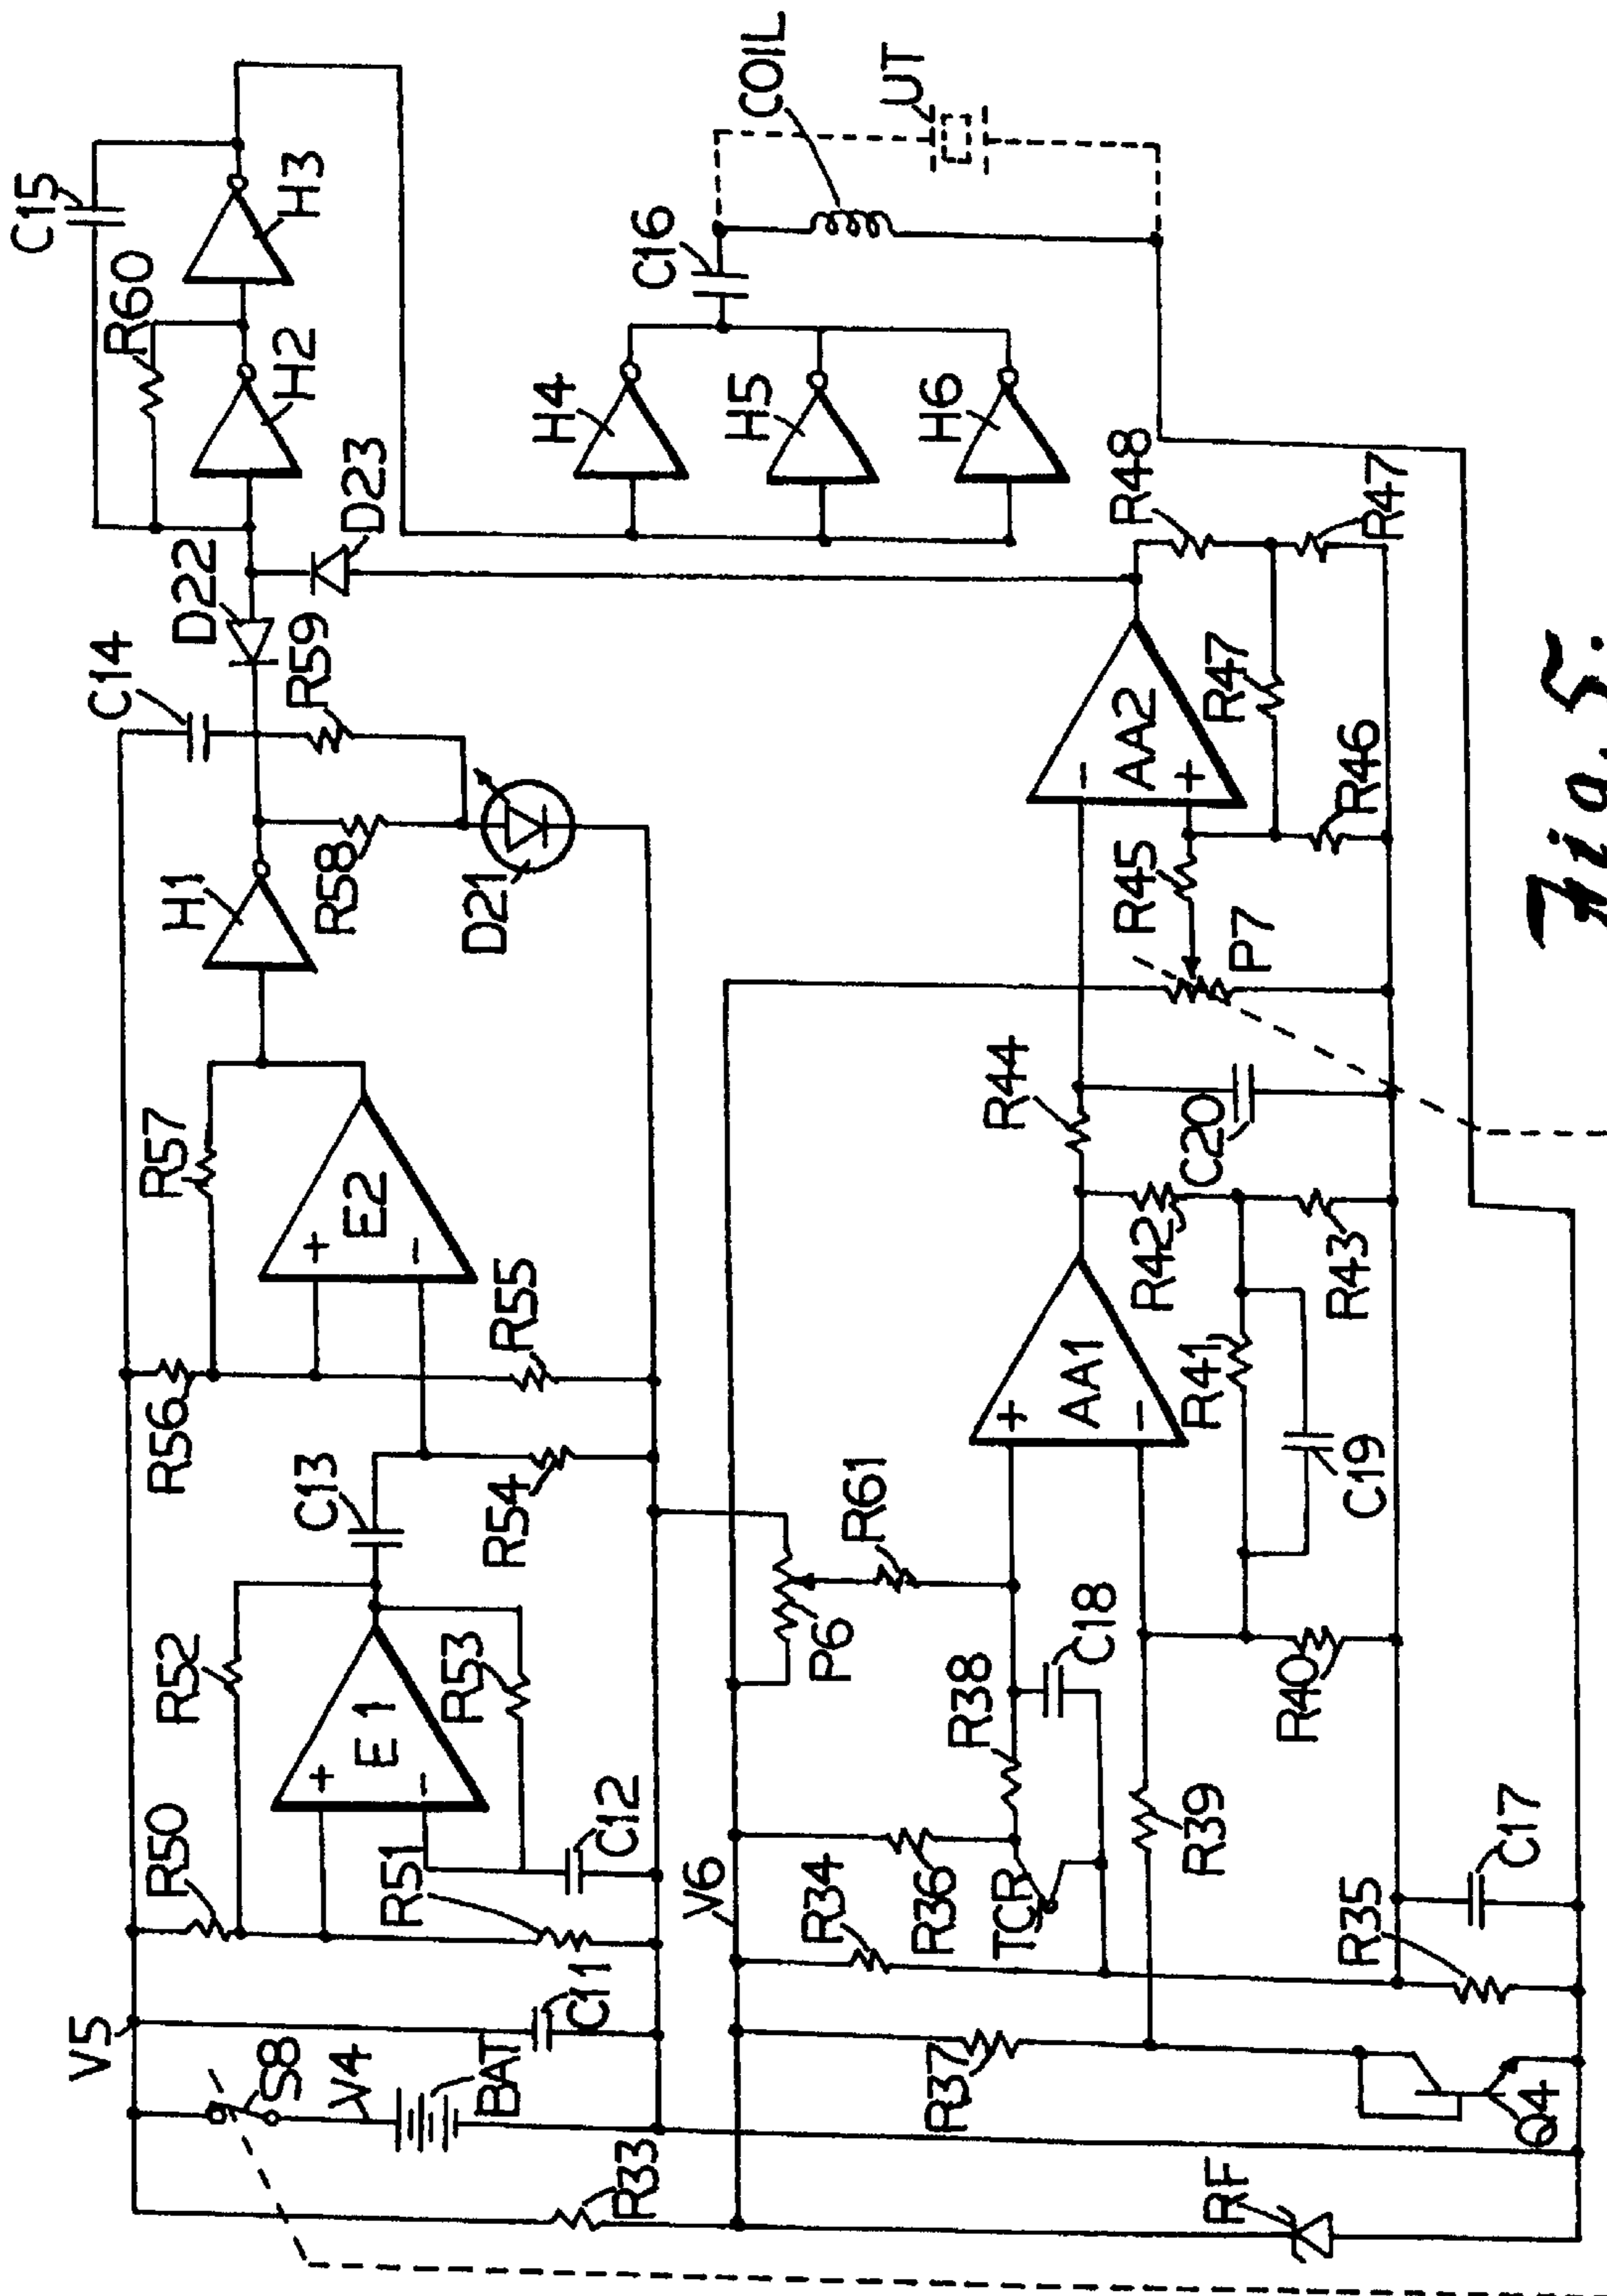 C15
R60
H3
H2
C14
D22
D23
R59
H1
R58
D21
R57
E2
R56
R55
C13
R54
R52
E1
R53
R50
R51
C12
V5
S8
V4
BAT
C11
R33
COIL
UT
C16
H4
H5
H6
R48
R47
AA2
R47
R46
R45
P7
R44
C20
R42
R43
AA1
R41
C19
R61
P6
R38
C18
R40
V6
R34
R36
TCR
R39
C17
R35
R37
Q4
RF
+
-
+
-
+
-
-
+
Fig. 5.